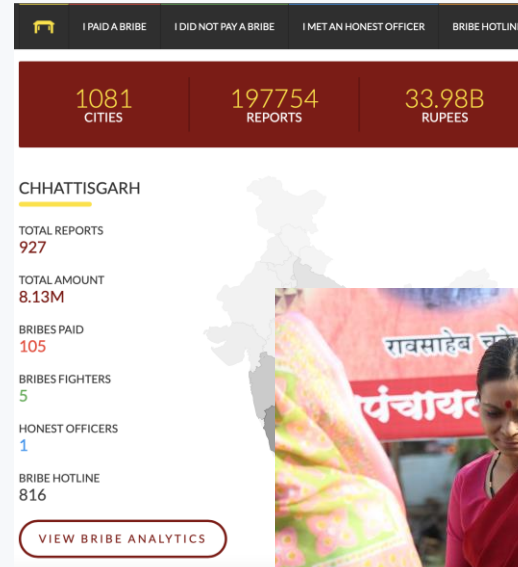 I PAID A BRIBE I DID NOT PAY A BRIBE I MET AN HONEST OFFICER BRIBE HOTLINE
1081 197754 33.98B
CITIES REPORTS RUPEES
CHHATTISGARH
TOTAL REPORTS
927
TOTAL AMOUNT
8.13M
BRIBES PAID
105
BRIBES FIGHTERS
5
HONEST OFFICERS
1
BRIBE HOTLINE
816
VIEW BRIBE ANALYTICS
रावसाहेब